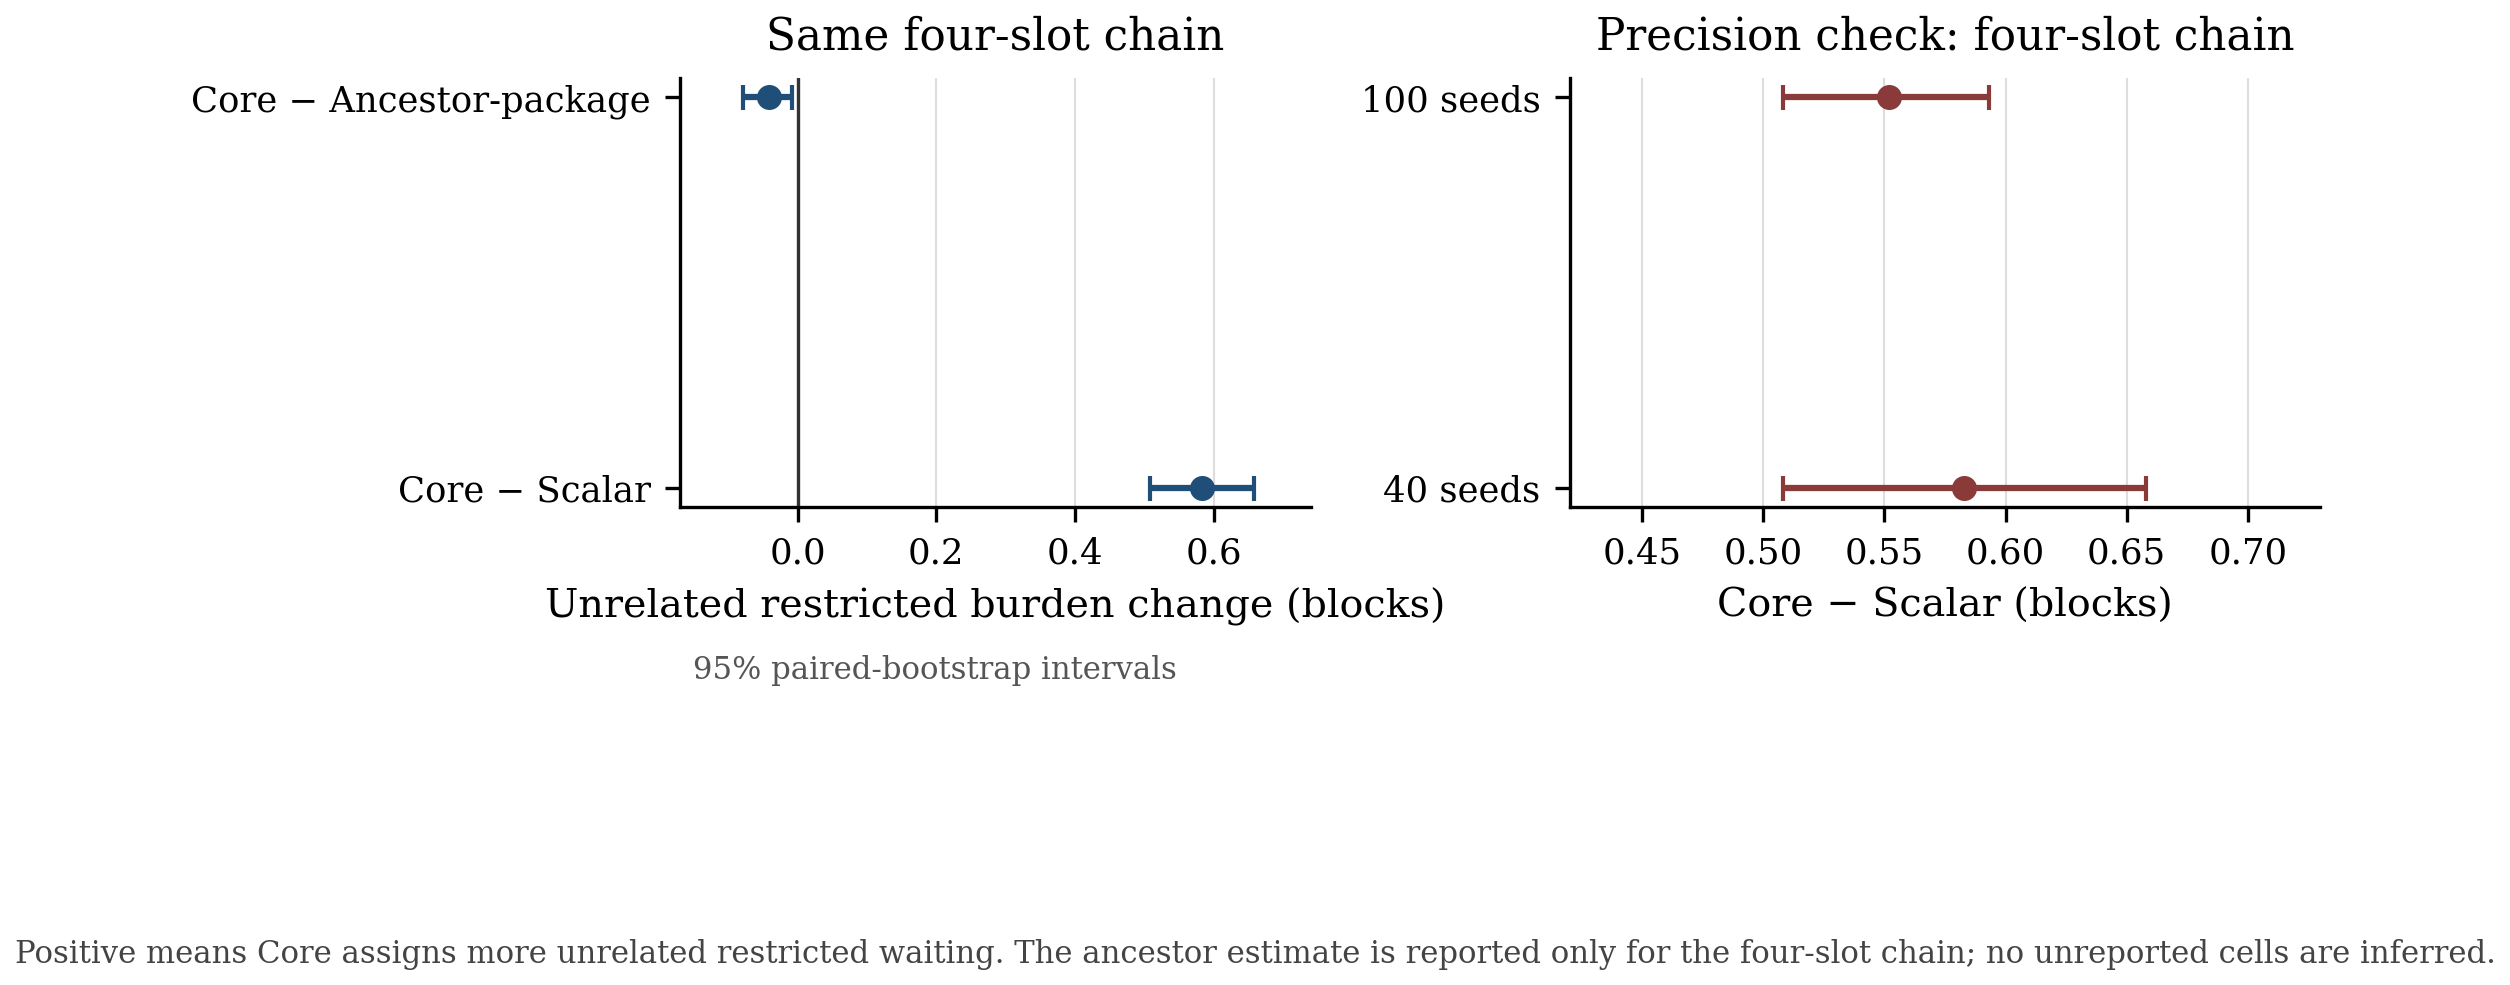 Same four-slot chain
Core − Ancestor-package
Core − Scalar
0.0 0.2 0.4 0.6
Unrelated restricted burden change (blocks)
95% paired-bootstrap intervals
Precision check: four-slot chain
100 seeds
40 seeds
0.45 0.50 0.55 0.60 0.65 0.70
Core − Scalar (blocks)
Positive means Core assigns more unrelated restricted waiting. The ancestor estimate is reported only for the four-slot chain; no unreported cells are inferred.